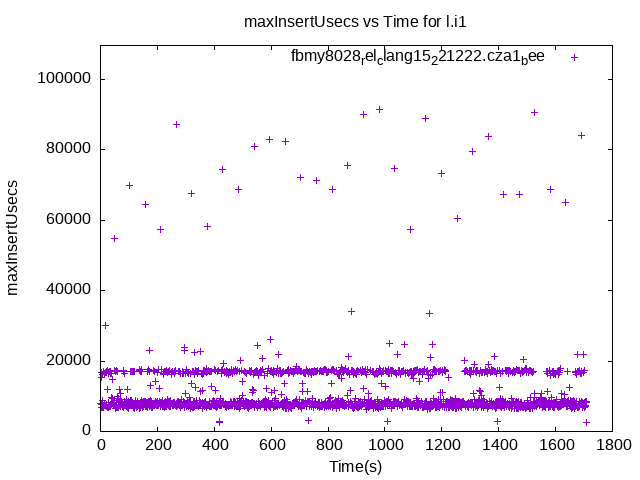 maxInsertUsecs vs Time for l.i1
fbmy8028relclang15221222.cza1bee
100000
80000
60000
40000
20000
0
maxInsertUsecs
0 200 400 600 800 1000 1200 1400 1600 1800
Time(s)